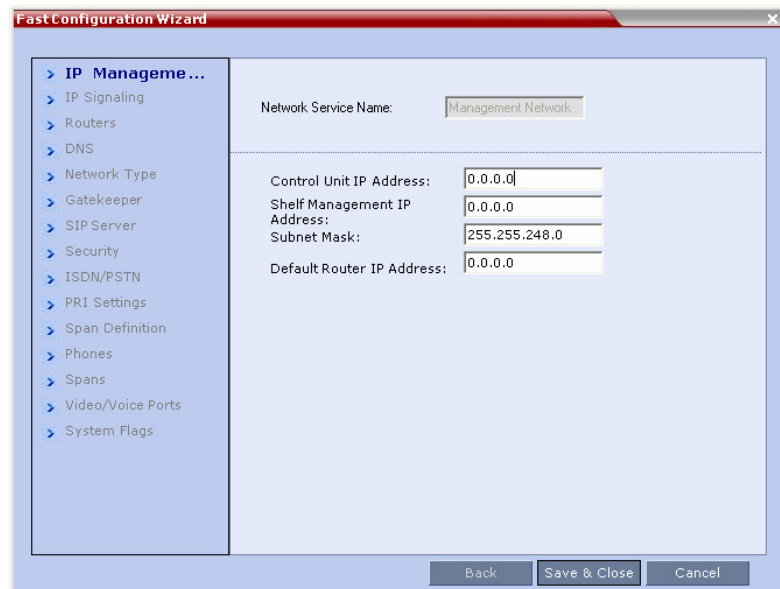 Fast Configuration Wizard
x
IP Manageme...
IP Signaling
Routers
DNS
Network Type
Gatekeeper
SIP Server
Security
ISDN/PSTN
PRI Settings
Span Definition
Phones
Spans
Video/Voice Ports
System Flags
Network Service Name: Management Network
Control Unit IP Address: 0.0.0.0
Shelf Management IP
Address: 0.0.0.0
Subnet Mask: 255.255.248.0
Default Router IP Address: 0.0.0.0
Back Save & Close Cancel